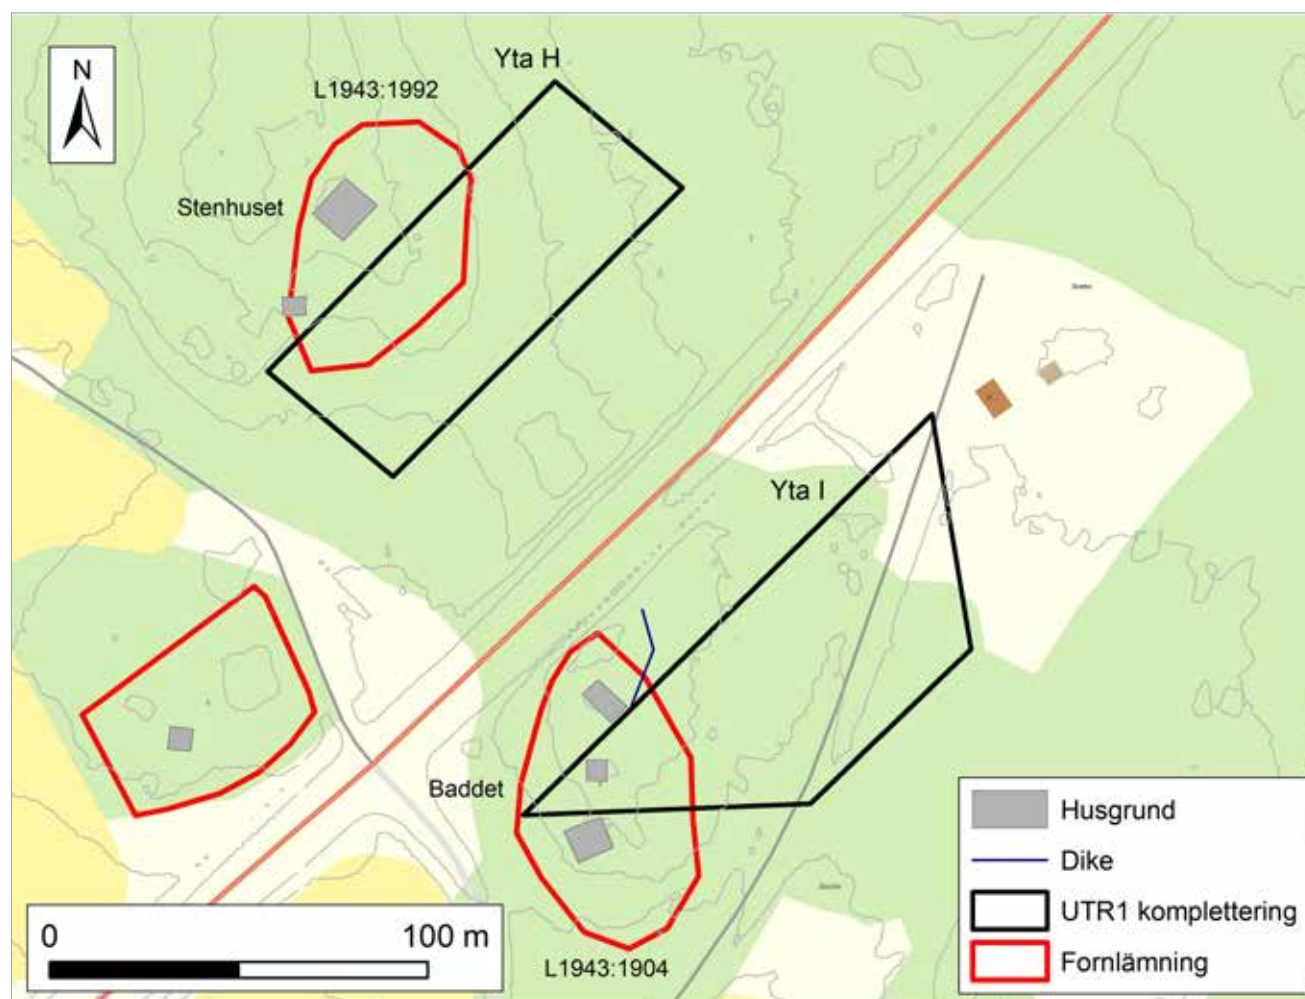 Yta H
N
L1943:1992
Stenhuset
Yta I
Baddet
L1943:1904
0 100 m
Husgrund
Dike
UTR1 komplettering
Fornlämning